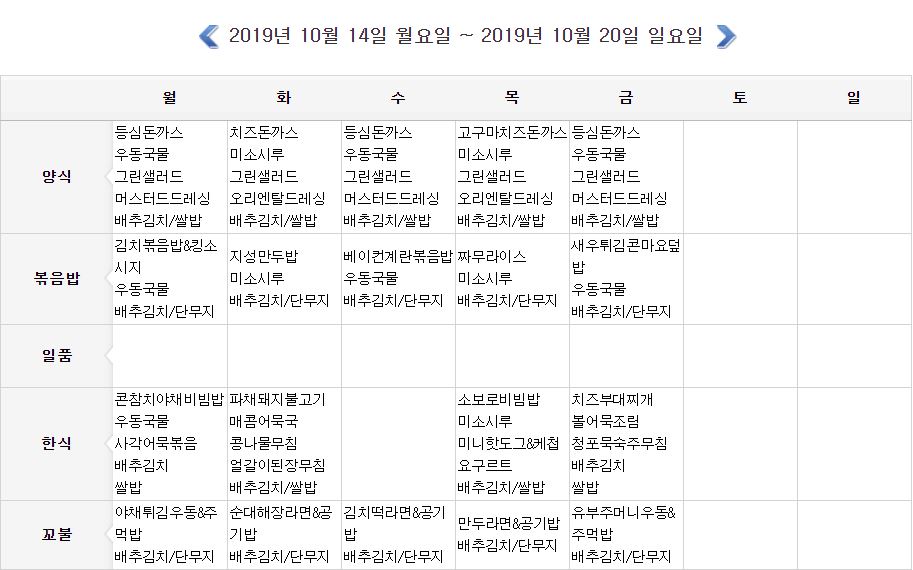 2019년 10월 14일 월요일 ~ 2019년 10월 20일 일요일
월 화 수 목 금 토 일
양식
등심돈까스
우동국물
그린샐러드
머스터드드레싱
배추김치/쌀밥
치즈돈까스
미소시루
그린샐러드
오리엔탈드레싱
배추김치/쌀밥
등심돈까스
우동국물
그린샐러드
머스터드드레싱
배추김치/쌀밥
고구마치즈돈까스
미소시루
그린샐러드
오리엔탈드레싱
배추김치/쌀밥
등심돈까스
우동국물
그린샐러드
머스터드드레싱
배추김치/쌀밥
볶음밥
김치볶음밥&킹소
시지
우동국물
배추김치/단무지
지성만두밥
미소시루
배추김치/단무지
베이컨계란볶음밥
우동국물
배추김치/단무지
짜무라이스
미소시루
배추김치/단무지
새우튀김콘마요덮
밥
우동국물
배추김치/단무지
일품
한식
콘참치야채비빔밥
우동국물
사각어묵볶음
배추김치
쌀밥
파채돼지불고기
매콤어묵국
콩나물무침
얼갈이된장무침
배추김치/쌀밥
소보로비빔밥
미소시루
미니핫도그&케첩
요구르트
배추김치/쌀밥
치즈부대찌개
볼어묵조림
청포묵숙주무침
배추김치
쌀밥
꼬불
야채튀김우동&주
먹밥
배추김치/단무지
순대해장라면&공
기밥
배추김치/단무지
김치떡라면&공기
밥
배추김치/단무지
만두라면&공기밥
배추김치/단무지
유부주머니우동&
주먹밥
배추김치/단무지